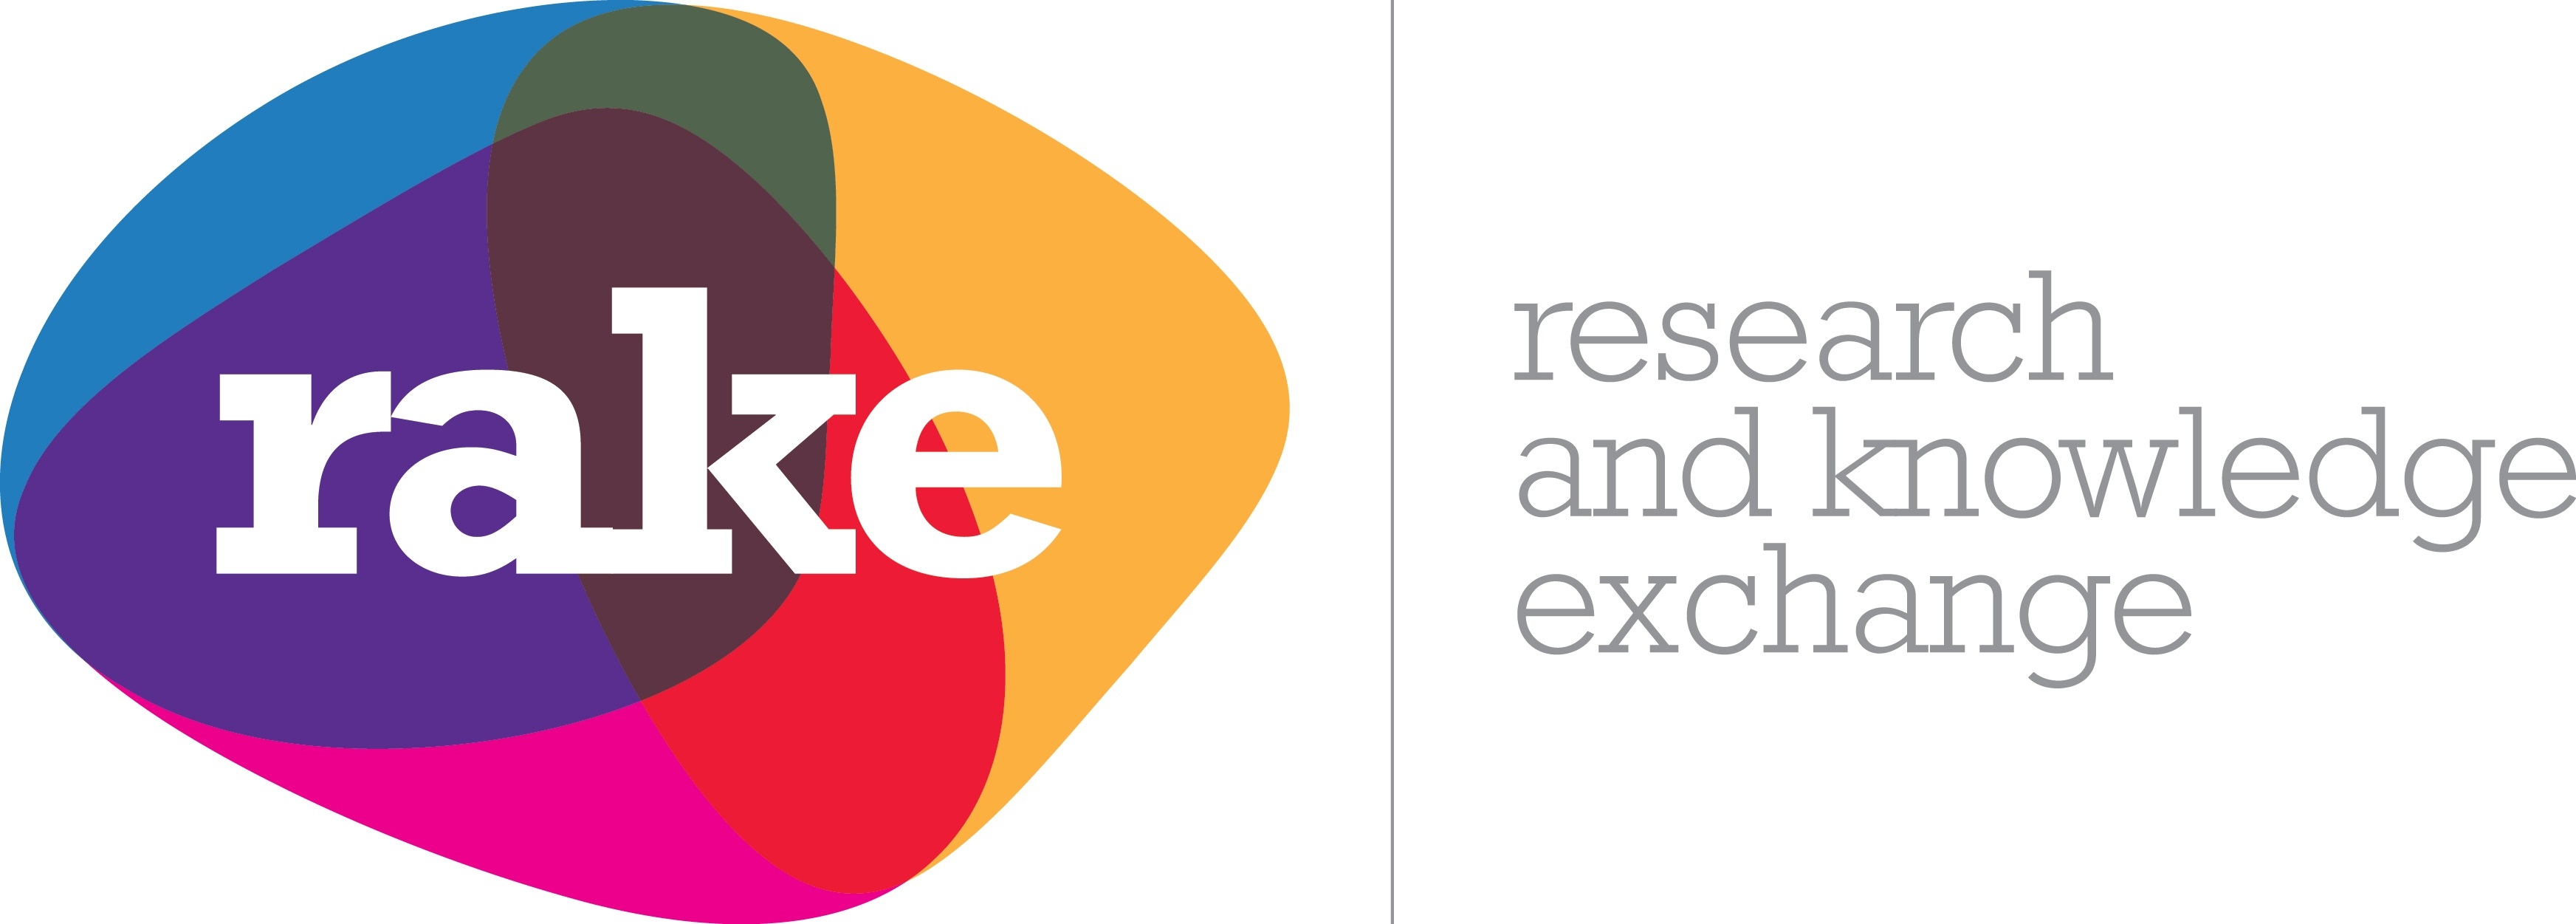 rake
research
and knowledge
exchange